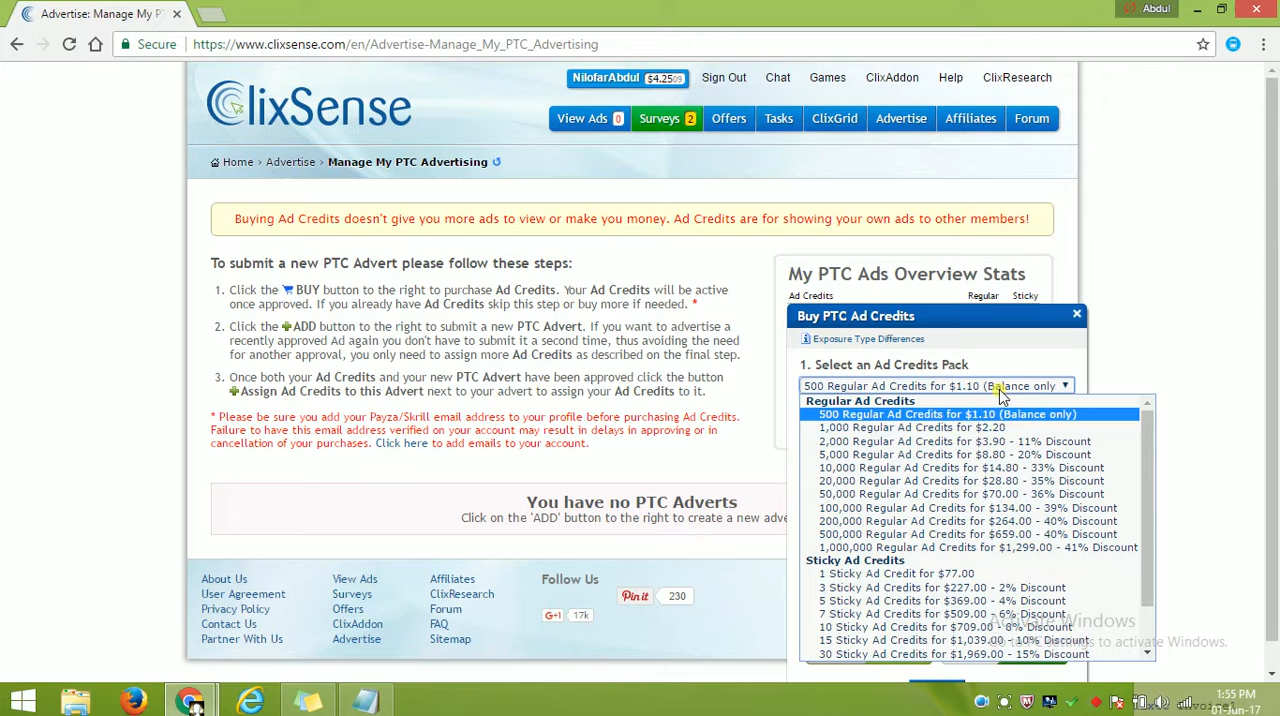 Advertise: Manage My P
Abdul
Secure
https://www.clixsense.com/en/Advertise-Manage_My_PTC_Advertising
ClixSense
NilofarAbdul $4.2509 Sign Out Chat Games ClixAddon Help ClixResearch
View Ads 0 Surveys 2 Offers Tasks ClixGrid Advertise Affiliates Forum
Home › Advertise › Manage My PTC Advertising
Buying Ad Credits doesn't give you more ads to view or make you money. Ad Credits are for showing your own ads to other members!
To submit a new PTC Advert please follow these steps:
1. Click the BUY button to the right to purchase Ad Credits. Your Ad Credits will be active
once approved. If you already have Ad Credits skip this step or buy more if needed. *
2. Click the ADD button to the right to submit a new PTC Advert. If you want to advertise a
recently approved Ad again you don't have to submit it a second time, thus avoiding the need
for another approval, you only need to assign more Ad Credits as described on the final step.
3. Once both your Ad Credits and your new PTC Advert have been approved click the button
Assign Ad Credits to this Advert next to your advert to assign your Ad Credits to it.
* Please be sure you add your Payza/Skrill email address to your profile before purchasing Ad Credits.
Failure to have this email address verified on your account may result in delays in approving or in
cancellation of your purchases. Click here to add emails to your account.
My PTC Ads Overview Stats
Ad Credits Regular Sticky
Buy PTC Ad Credits
Exposure Type Differences
1. Select an Ad Credits Pack
500 Regular Ad Credits for $1.10 (Balance only
Regular Ad Credits
500 Regular Ad Credits for $1.10 (Balance only)
1,000 Regular Ad Credits for $2.20
2,000 Regular Ad Credits for $3.90 - 11% Discount
5,000 Regular Ad Credits for $8.80 - 20% Discount
10,000 Regular Ad Credits for $14.80 - 33% Discount
20,000 Regular Ad Credits for $28.80 - 35% Discount
50,000 Regular Ad Credits for $70.00 - 36% Discount
100,000 Regular Ad Credits for $134.00 - 39% Discount
200,000 Regular Ad Credits for $264.00 - 40% Discount
500,000 Regular Ad Credits for $659.00 - 40% Discount
1,000,000 Regular Ad Credits for $1,299.00 - 41% Discount
Sticky Ad Credits
1 Sticky Ad Credit for $77.00
3 Sticky Ad Credits for $227.00 - 2% Discount
5 Sticky Ad Credits for $369.00 - 4% Discount
7 Sticky Ad Credits for $509.00 - 6% Discount
10 Sticky Ad Credits for $709.00 - 8% Discount
15 Sticky Ad Credits for $1,039.00 - 10% Discount
30 Sticky Ad Credits for $1,969.00 - 15% Discount
You have no PTC Adverts
Click on the 'ADD' button to the right to create a new adve
About Us View Ads Affiliates Follow Us
User Agreement Surveys ClixResearch Pin it 230
Privacy Policy Offers Forum G+1 17k
Contact Us ClixAddon FAQ
Partner With Us Advertise Sitemap
Activate Windows
Go to PC settings to activate Windows.
1:55 PM
01-Jun-17